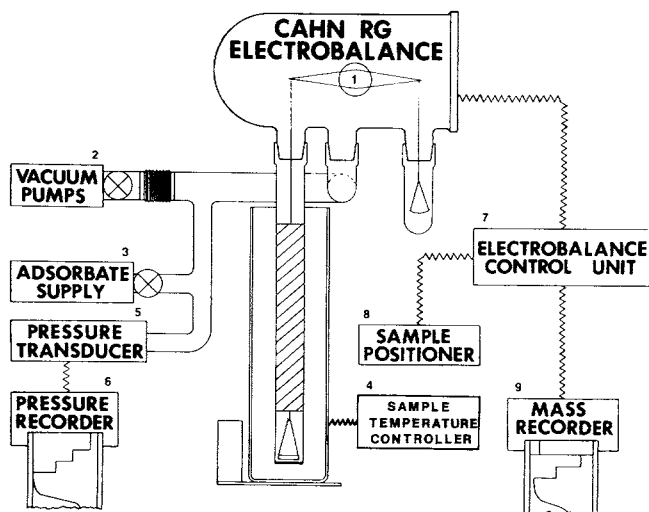 CAHN RG
ELECTROBALANCE
1
2
VACUUM
PUMPS
3
ADSORBATE
SUPPLY
5
PRESSURE
TRANSDUCER
6
PRESSURE
RECORDER
7
ELECTROBALANCE
CONTROL UNIT
8
SAMPLE
POSITIONER
4
SAMPLE
TEMPERATURE
CONTROLLER
9
MASS
RECORDER